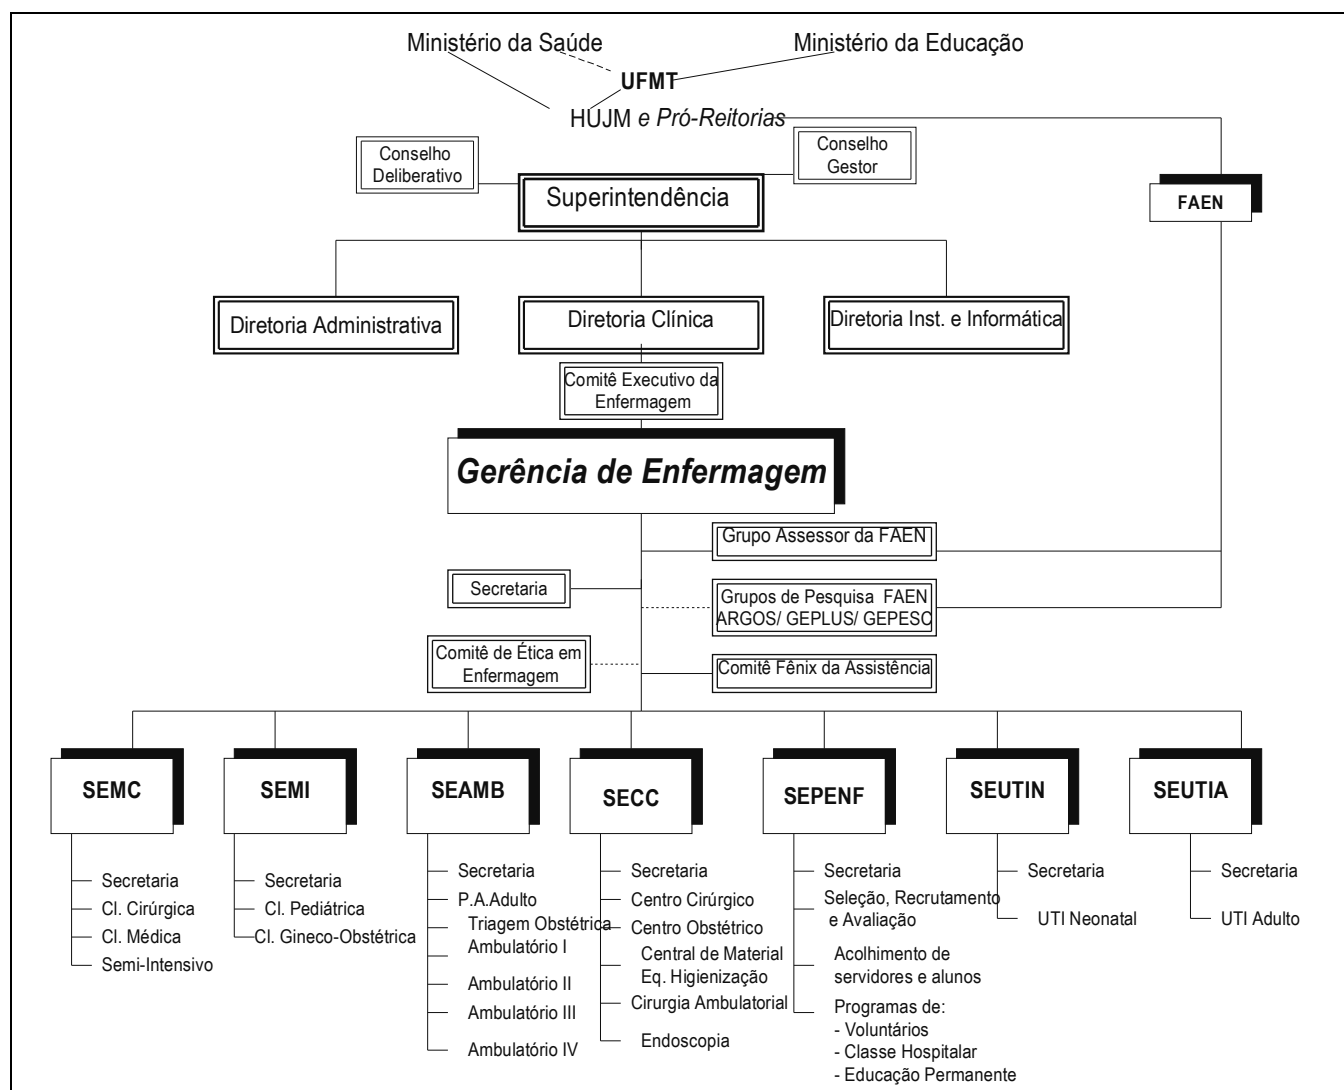 Ministério da Saúde
Ministério da Educação
UFMT
HUJM e Pró-Reitorias
Conselho
Deliberativo
Conselho
Gestor
Superintendência
FAEN
Diretoria Administrativa
Diretoria Clínica
Diretoria Inst. e Informática
Comitê Executivo da
Enfermagem
Gerência de Enfermagem
Grupo Assessor da FAEN
Secretaria
Grupos de Pesquisa FAEN
ARGOS/ GEPLUS/ GEPESC
Comitê de Ética em
Enfermagem
Comitê Fênix da Assistência
SEMC
Secretaria
Cl. Cirúrgica
Cl. Médica
Semi-Intensivo
SEMI
Secretaria
Cl. Pediátrica
Cl. Gineco-Obstétrica
SEAMB
Secretaria
P.A.Adulto
Triagem Obstétrica
Ambulatório I
Ambulatório II
Ambulatório III
Ambulatório IV
SECC
Secretaria
Centro Cirúrgico
Centro Obstétrico
Central de Material
Eq. Higienização
Cirurgia Ambulatorial
Endoscopia
SEPENF
Secretaria
Seleção, Recrutamento
e Avaliação
Acolhimento de
servidores e alunos
Programas de:
- Voluntários
- Classe Hospitalar
- Educação Permanente
SEUTIN
Secretaria
UTI Neonatal
SEUTIA
Secretaria
UTI Adulto